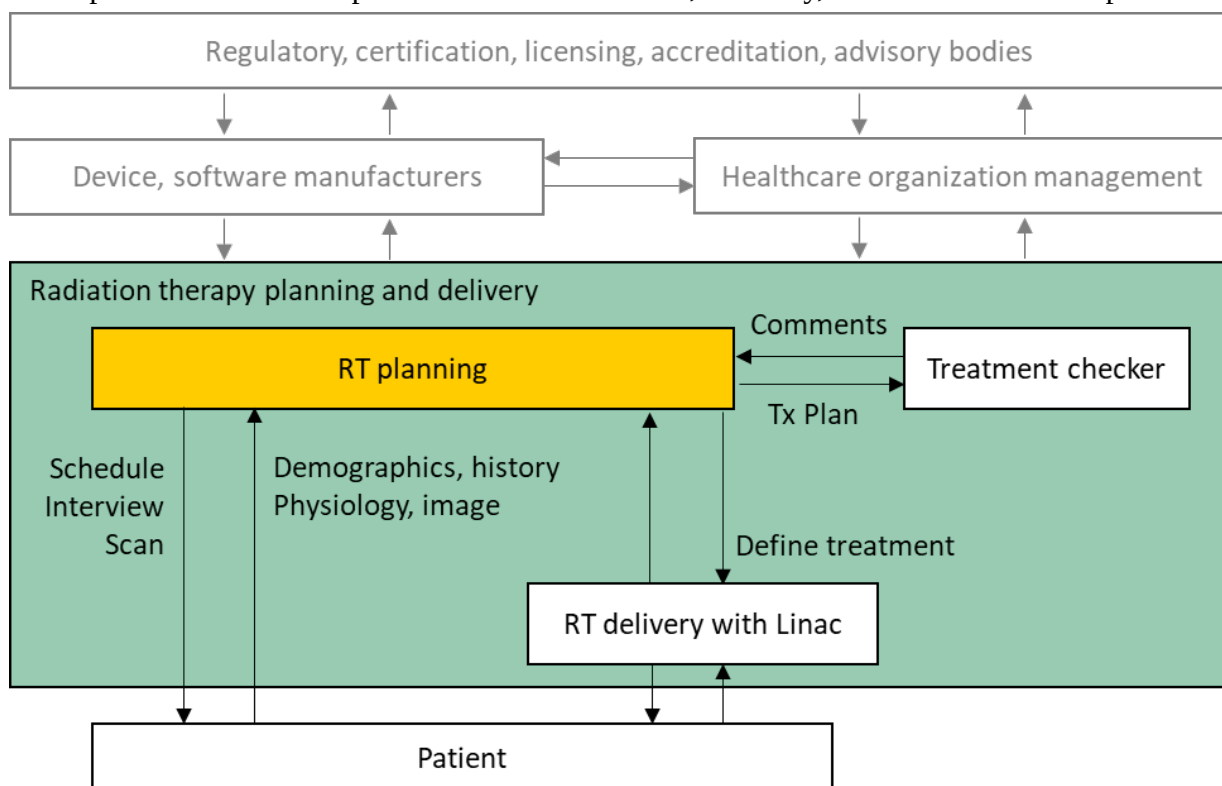 Regulatory, certification, licensing, accreditation, advisory bodies
Device, software manufacturers
Healthcare organization management
Radiation therapy planning and delivery
Comments
RT planning
Treatment checker
Tx Plan
Schedule
Interview
Scan
Demographics, history
Physiology, image
Define treatment
RT delivery with Linac
Patient